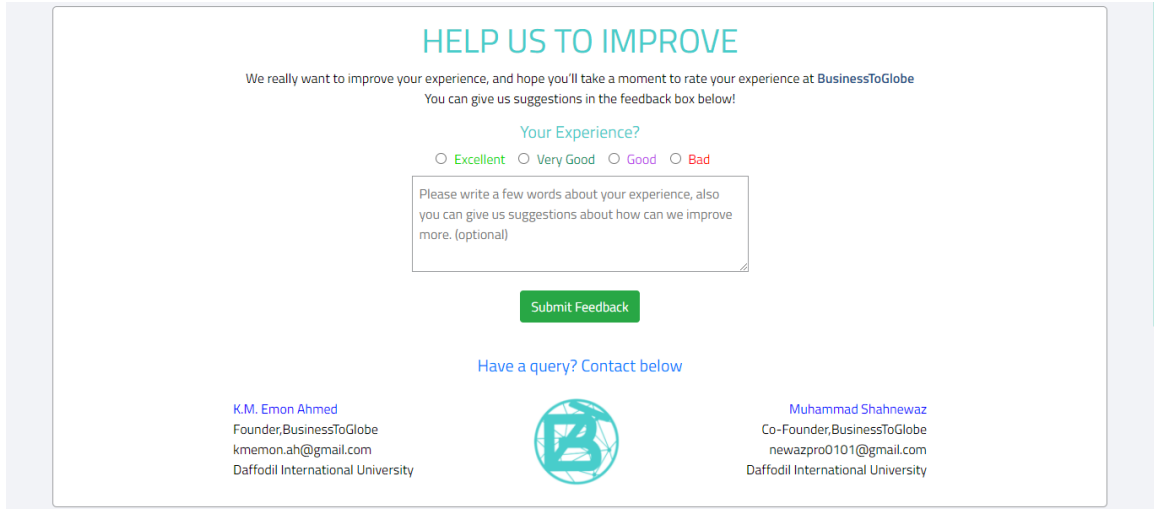 HELP US TO IMPROVE
We really want to improve your experience, and hope you'll take a moment to rate your experience at BusinessToGlobe
You can give us suggestions in the feedback box below!
Your Experience?
Excellent Very Good Good Bad
Please write a few words about your experience, also
you can give us suggestions about how can we improve
more. (optional)
Submit Feedback
Have a query? Contact below
K.M. Emon Ahmed
Founder,BusinessToGlobe
kmemon.ah@gmail.com
Daffodil International University
Muhammad Shahnewaz
Co-Founder,BusinessToGlobe
newazpro0101@gmail.com
Daffodil International University